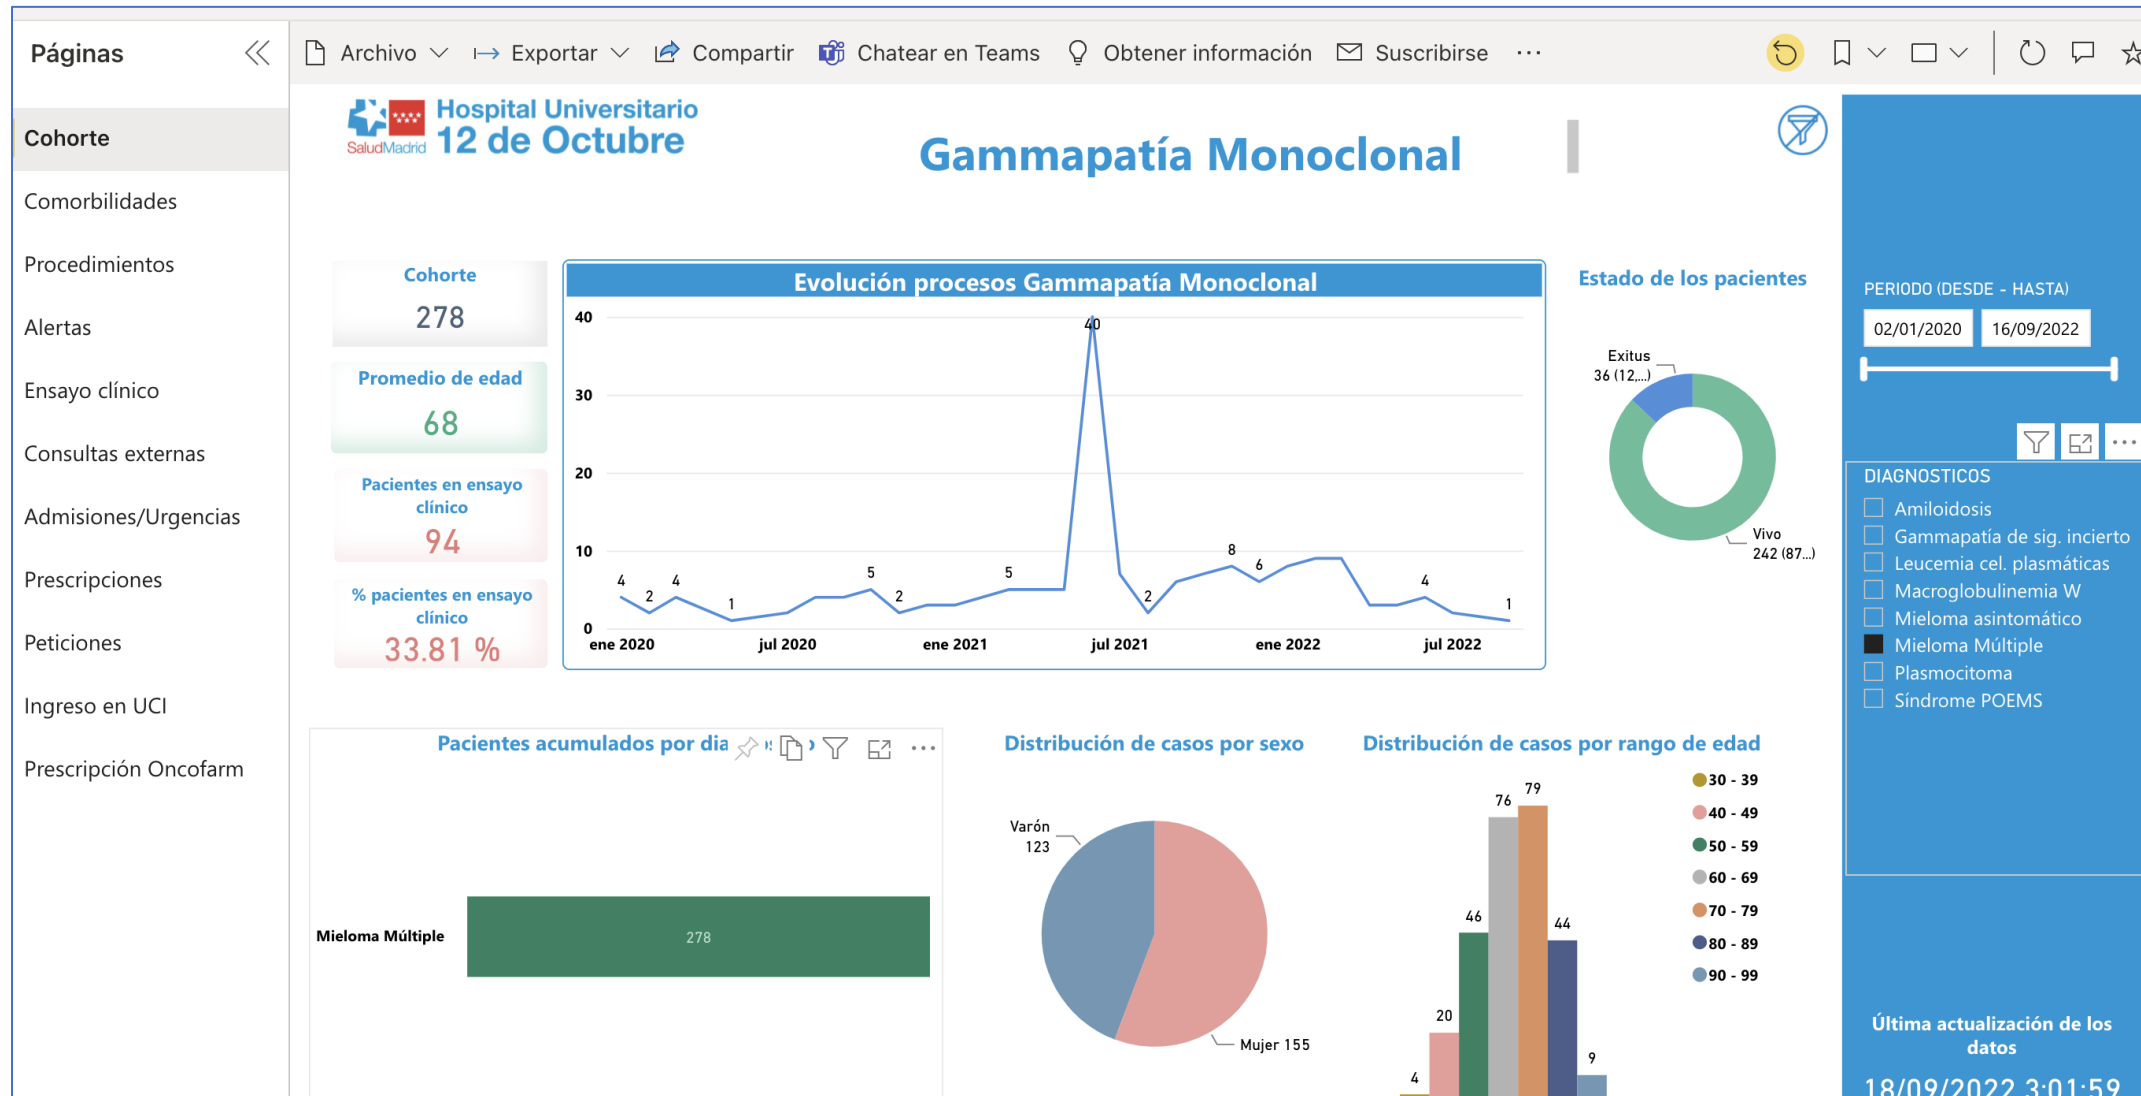 Páginas
Archivo
Exportar
Compartir
Chatear en Teams
Obtener información
Suscribirse
Cohorte
Comorbilidades
Procedimientos
Alertas
Ensayo clínico
Consultas externas
Admisiones/Urgencias
Prescripciones
Peticiones
Ingreso en UCI
Prescripción Oncofarm
SaludMadrid
Hospital Universitario
12 de Octubre
Gammapatía Monoclonal
Cohorte
278
Promedio de edad
68
Pacientes en ensayo
clínico
94
% pacientes en ensayo
clínico
33.81 %
Evolución procesos Gammapatía Monoclonal
40
30
20
10
0
4
2
4
1
5
2
5
40
2
8
6
4
1
ene 2020
jul 2020
ene 2021
jul 2021
ene 2022
jul 2022
Estado de los pacientes
Exitus
36 (12,...)
Vivo
242 (87...)
PERIODO (DESDE - HASTA)
02/01/2020
16/09/2022
DIAGNOSTICOS
Amiloidosis
Gammapatía de sig. incierto
Leucemia cel. plasmáticas
Macroglobulinemia W
Mieloma asintomático
Mieloma Múltiple
Plasmocitoma
Síndrome POEMS
Pacientes acumulados por dia
Mieloma Múltiple
278
Distribución de casos por sexo
Varón
123
Mujer 155
Distribución de casos por rango de edad
4
20
46
76
79
44
9
30 - 39
40 - 49
50 - 59
60 - 69
70 - 79
80 - 89
90 - 99
Última actualización de los
datos
18/09/2022 3:01:59